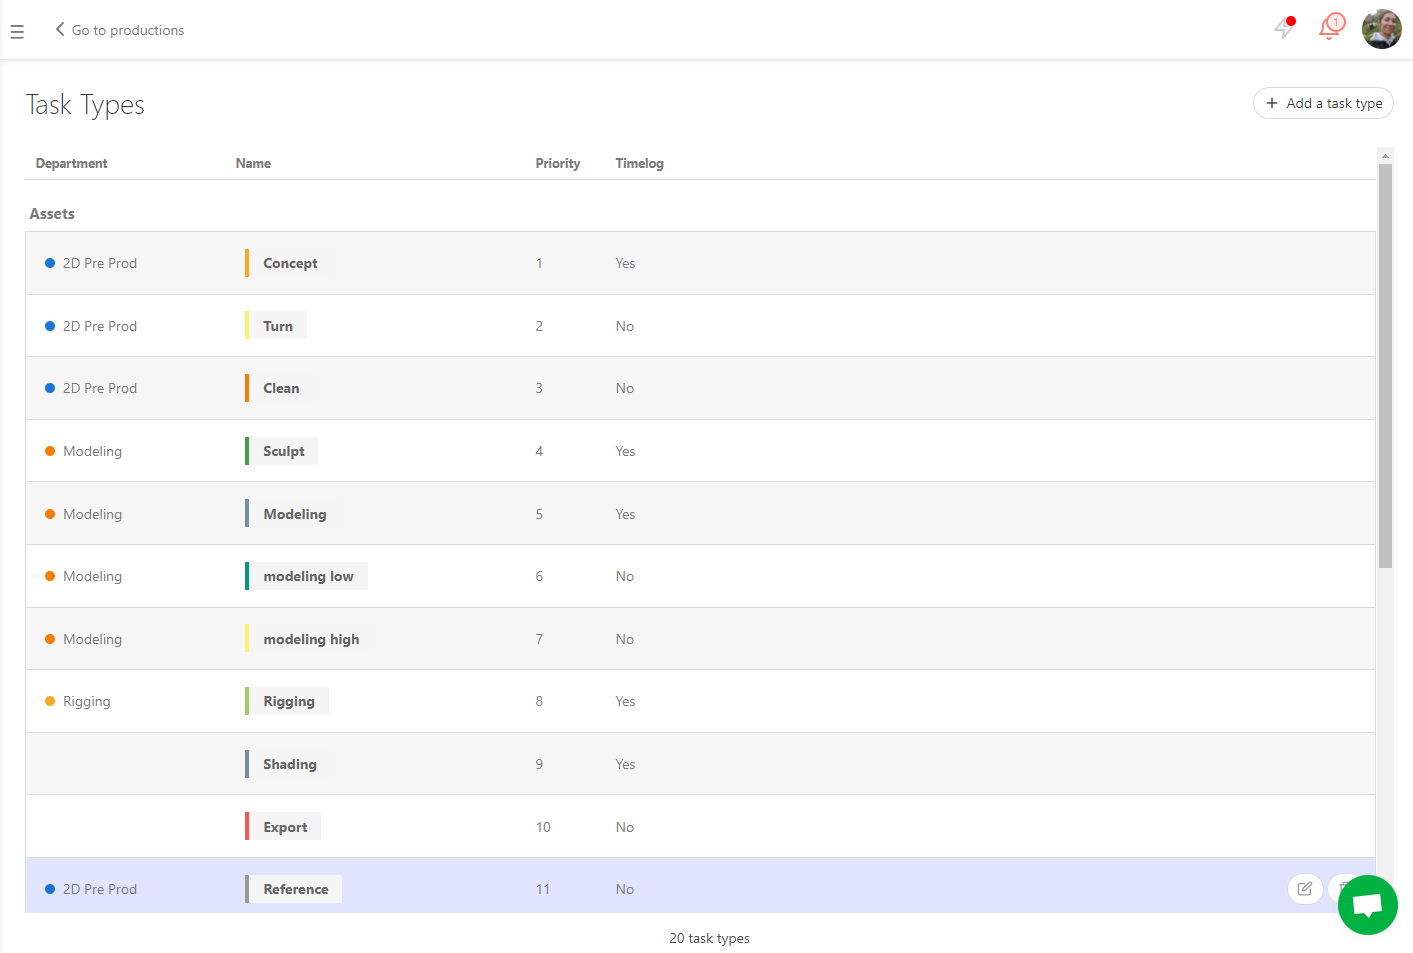 Go to productions
1
Task Types
+ Add a task type
Department Name Priority Timelog
Assets
2D Pre Prod Concept 1 Yes
2D Pre Prod Turn 2 No
2D Pre Prod Clean 3 No
Modeling Sculpt 4 Yes
Modeling Modeling 5 Yes
Modeling modeling low 6 No
Modeling modeling high 7 No
Rigging Rigging 8 Yes
Shading 9 Yes
Export 10 No
2D Pre Prod Reference 11 No
20 task types